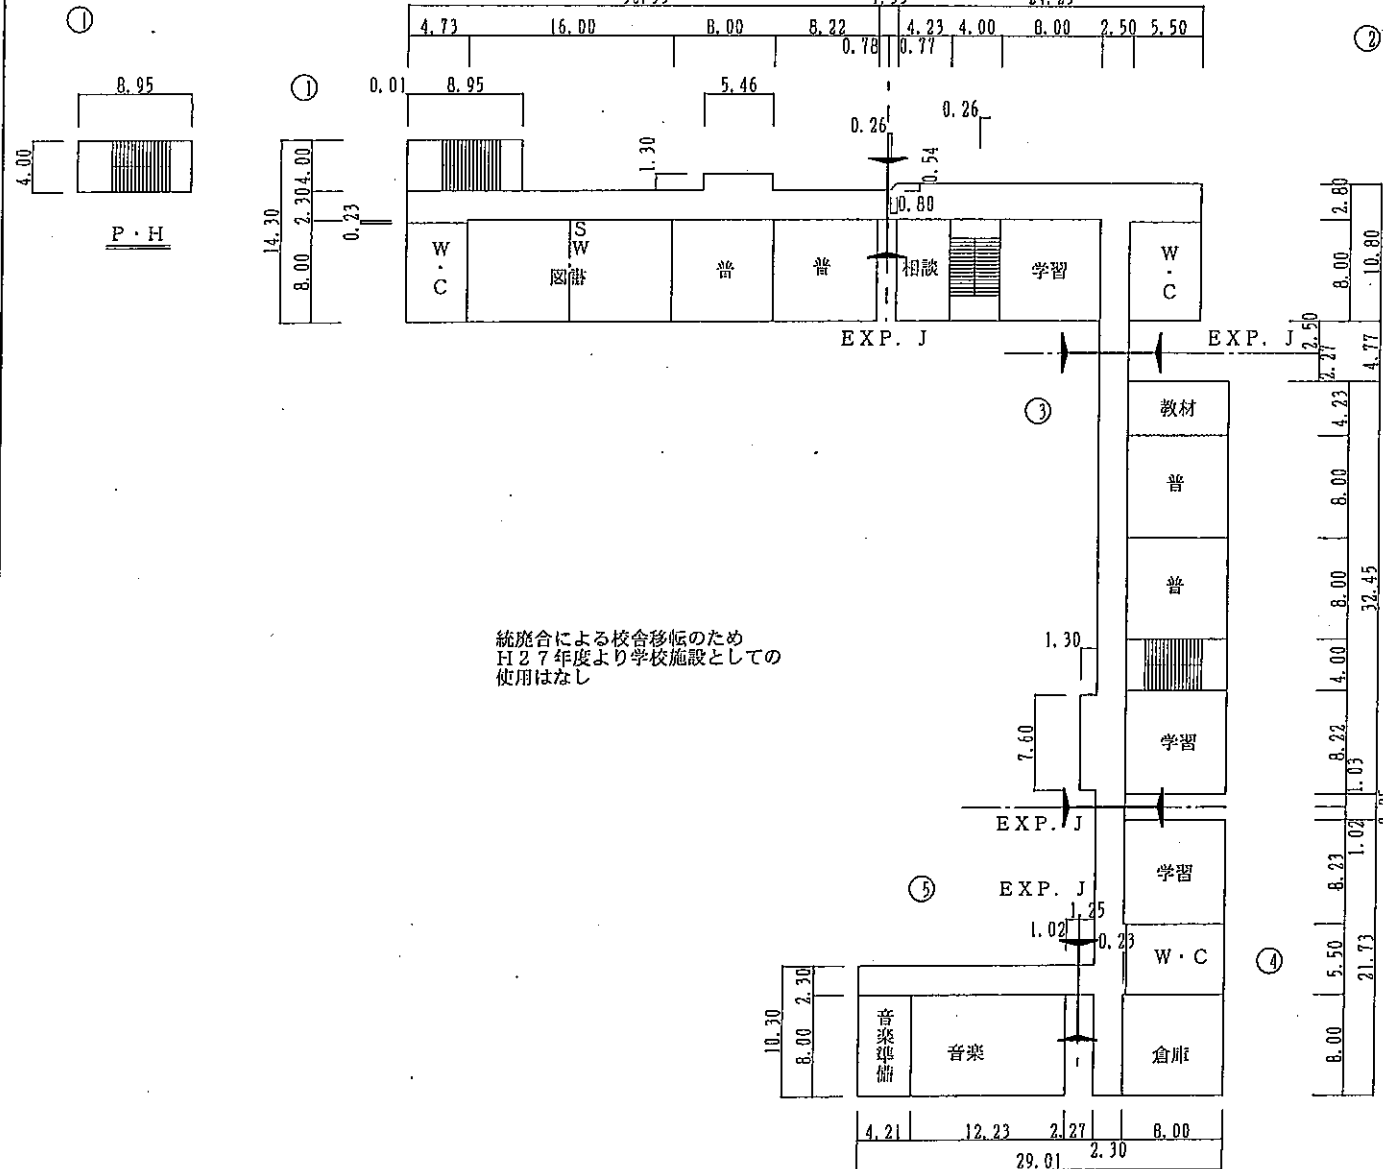 ①
②
4.73 16.00 8.00 8.22 4.23 4.00 8.00 2.50 5.50
0.78 0.77
8.95
①
0.01 8.95
5.46
0.26
0.26
4.00
4.00
1.30
0.54
0.80
P・H
14.30
2.30
0.23
8.00
W・C
SW
図書
普
普
相談
学習
W・C
2.80
8.00
10.80
EXP. J
EXP. J
2.50
2.27
4.77
③
教材
4.23
普
8.00
普
8.00
32.45
統廃合による校舎移転のため
H27年度より学校施設としての
使用はなし
1.30
4.00
7.60
学習
8.22
1.03
EXP. J
1.02
学習
8.23
⑤
EXP. J
1.25
1.02
0.23
W・C
④
5.50
21.73
10.30
2.30
8.00
音楽準備
音楽
倉庫
8.00
4.21 12.23 2.27 2.30 8.00
29.01